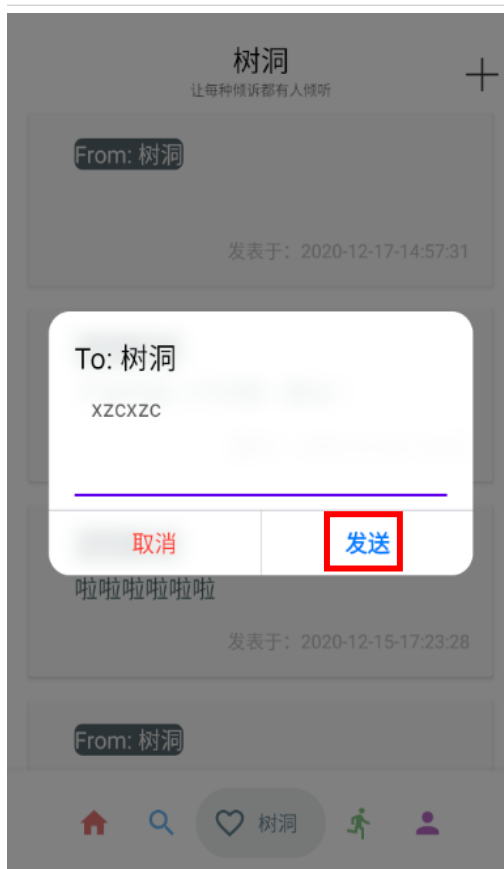 树洞
让每种倾诉都有人倾听
From: 树洞
发表于：2020-12-17-14:57:31
To: 树洞
xzcxzc
取消
发送
啦啦啦啦啦啦
发表于：2020-12-15-17:23:28
From: 树洞
树洞